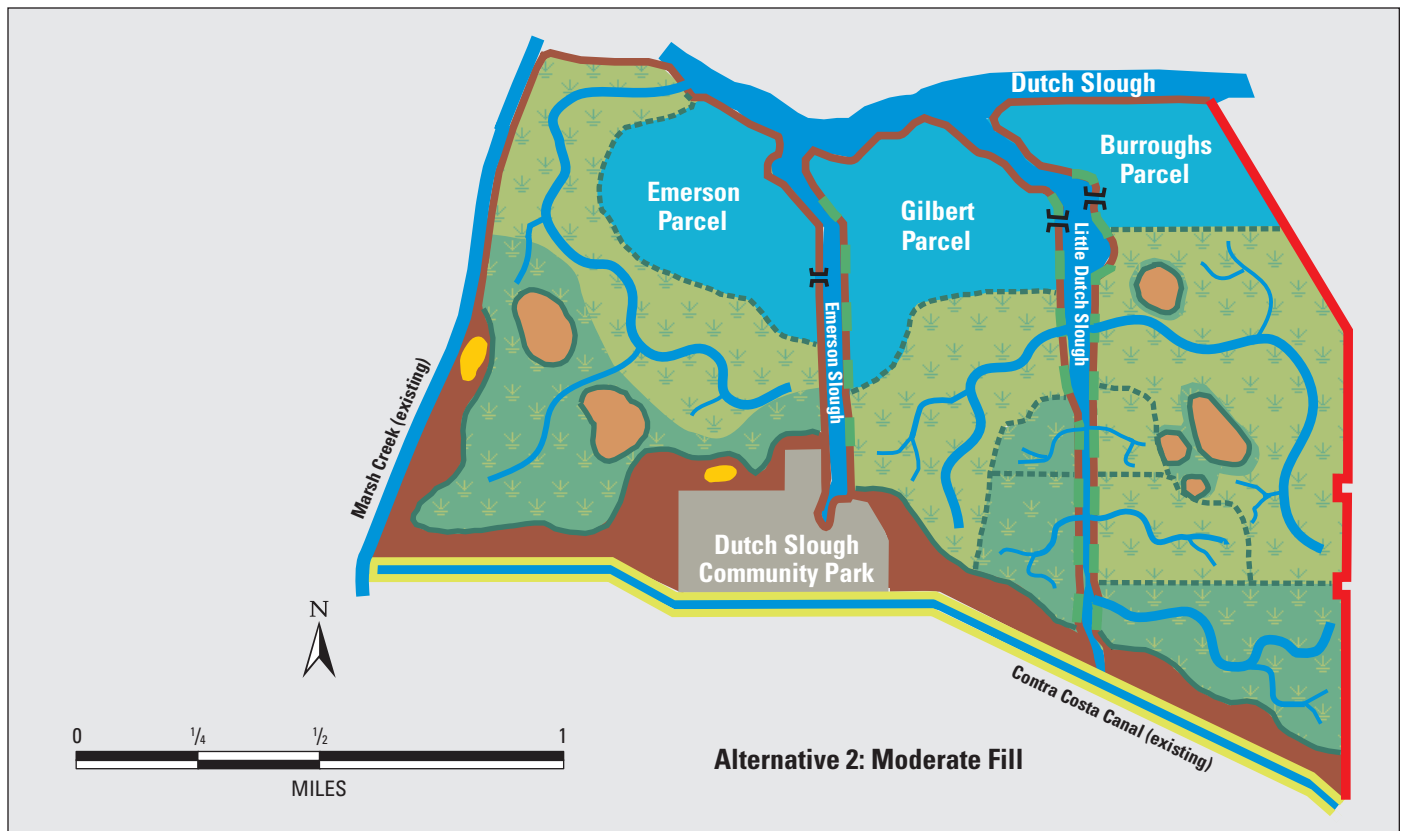 Dutch Slough
Burroughs
Parcel
Emerson
Parcel
Gilbert
Parcel
Little Dutch Slough
Emerson Slough
Marsh Creek (existing)
Dutch Slough
Community Park
N
Contra Costa Canal (existing)
0 1/4 1/2 1
MILES
Alternative 2: Moderate Fill